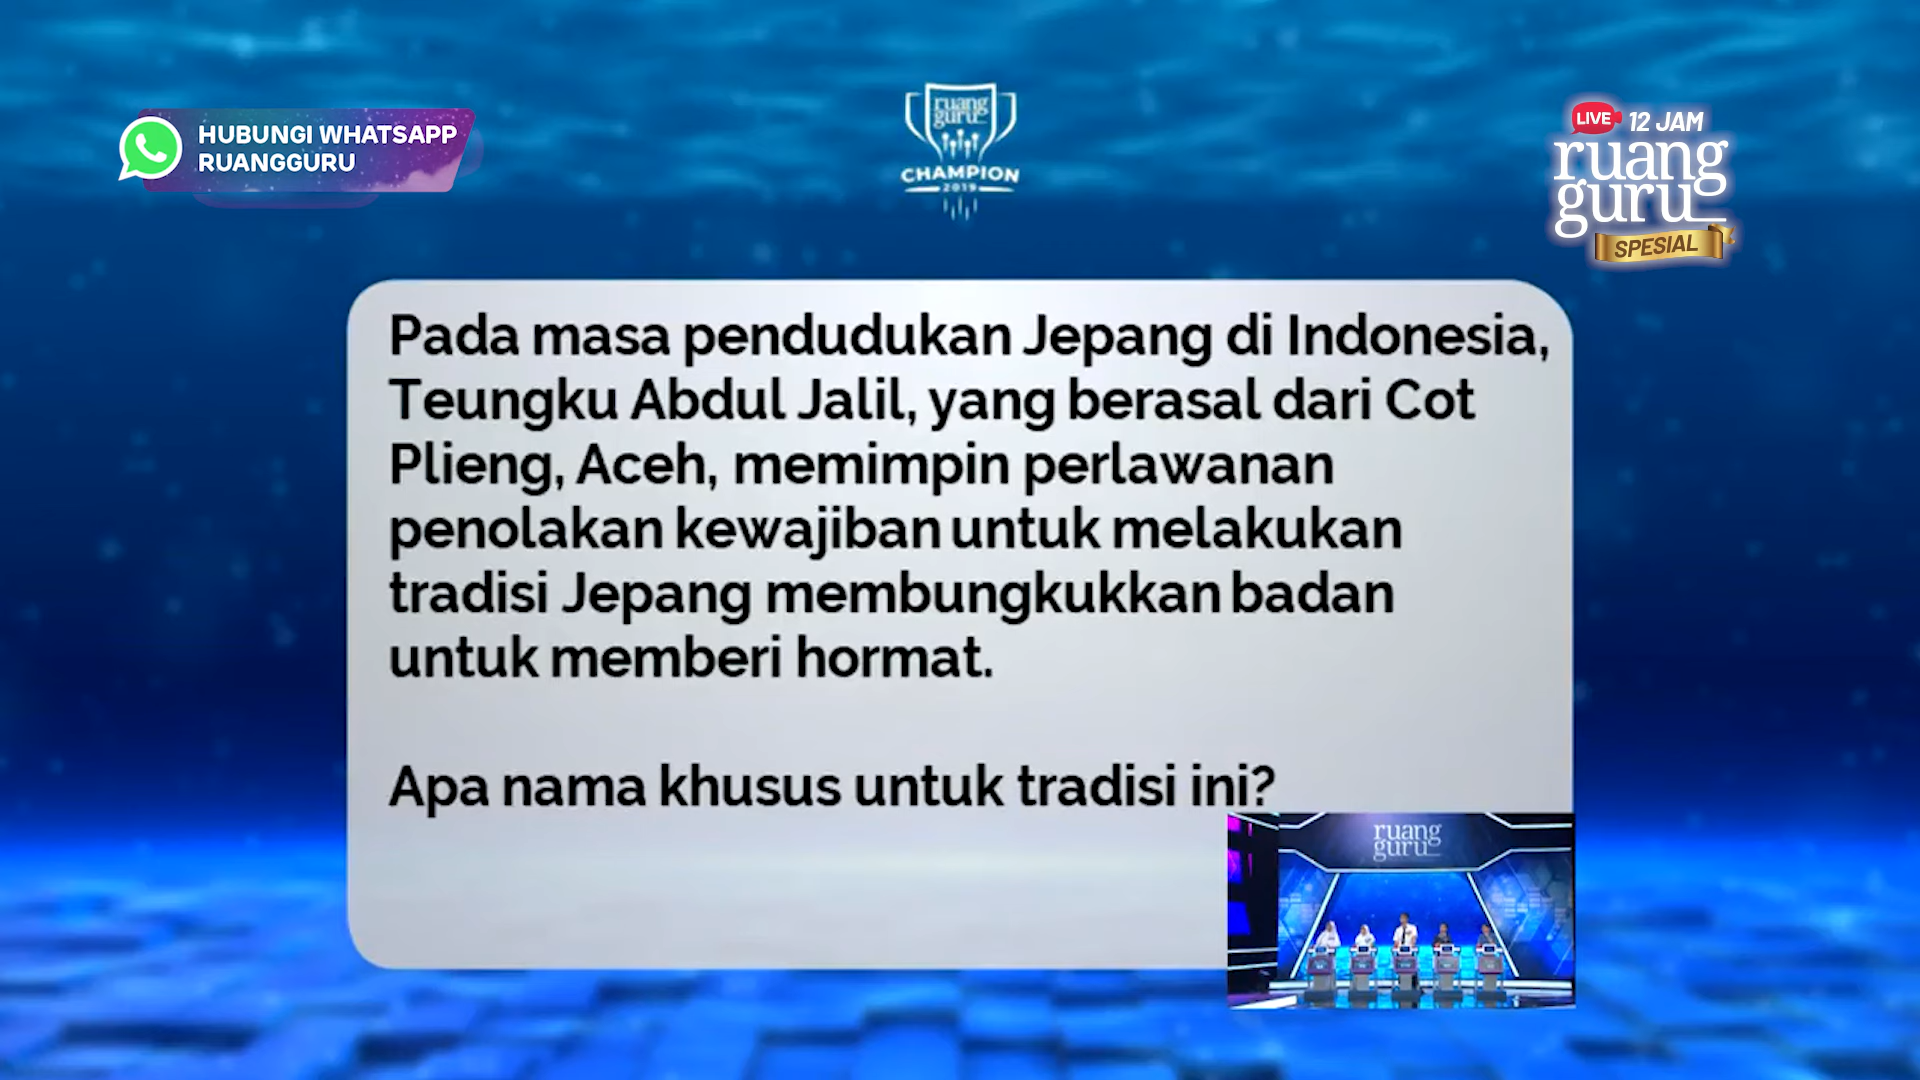 HUBUNGI WHATSAPP
RUANGGURU
ruang
guru
CHAMPION
2019
LIVE 12 JAM
ruang
guru
SPESIAL
Pada masa pendudukan Jepang di Indonesia,
Teungku Abdul Jalil, yang berasal dari Cot
Plieng, Aceh, memimpin perlawanan
penolakan kewajiban untuk melakukan
tradisi Jepang membungkukkan badan
untuk memberi hormat.
Apa nama khusus untuk tradisi ini?
ruang
guru